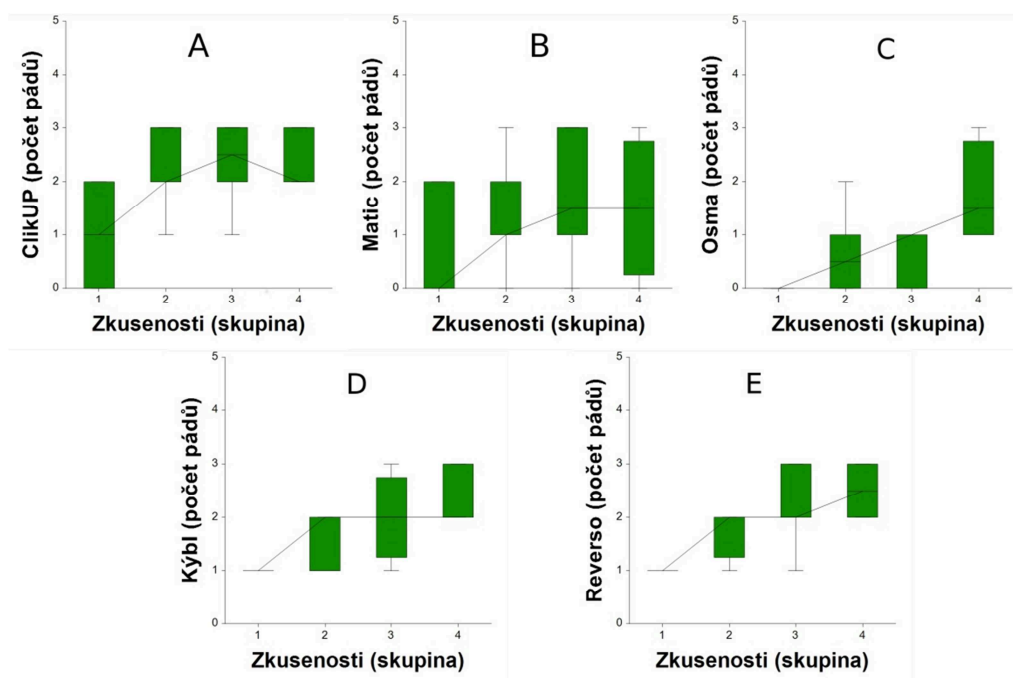 A
ClikUP (počet pádů)
5
4
3
2
1
0
1 2 3 4
Zkusenosti (skupina)
B
Matic (počet pádů)
5
4
3
2
1
0
1 2 3 4
Zkusenosti (skupina)
C
Osma (počet pádů)
5
4
3
2
1
0
1 2 3 4
Zkusenosti (skupina)
D
Kýbl (počet pádů)
5
4
3
2
1
0
1 2 3 4
Zkusenosti (skupina)
E
Reverso (počet pádů)
5
4
3
2
1
0
1 2 3 4
Zkusenosti (skupina)